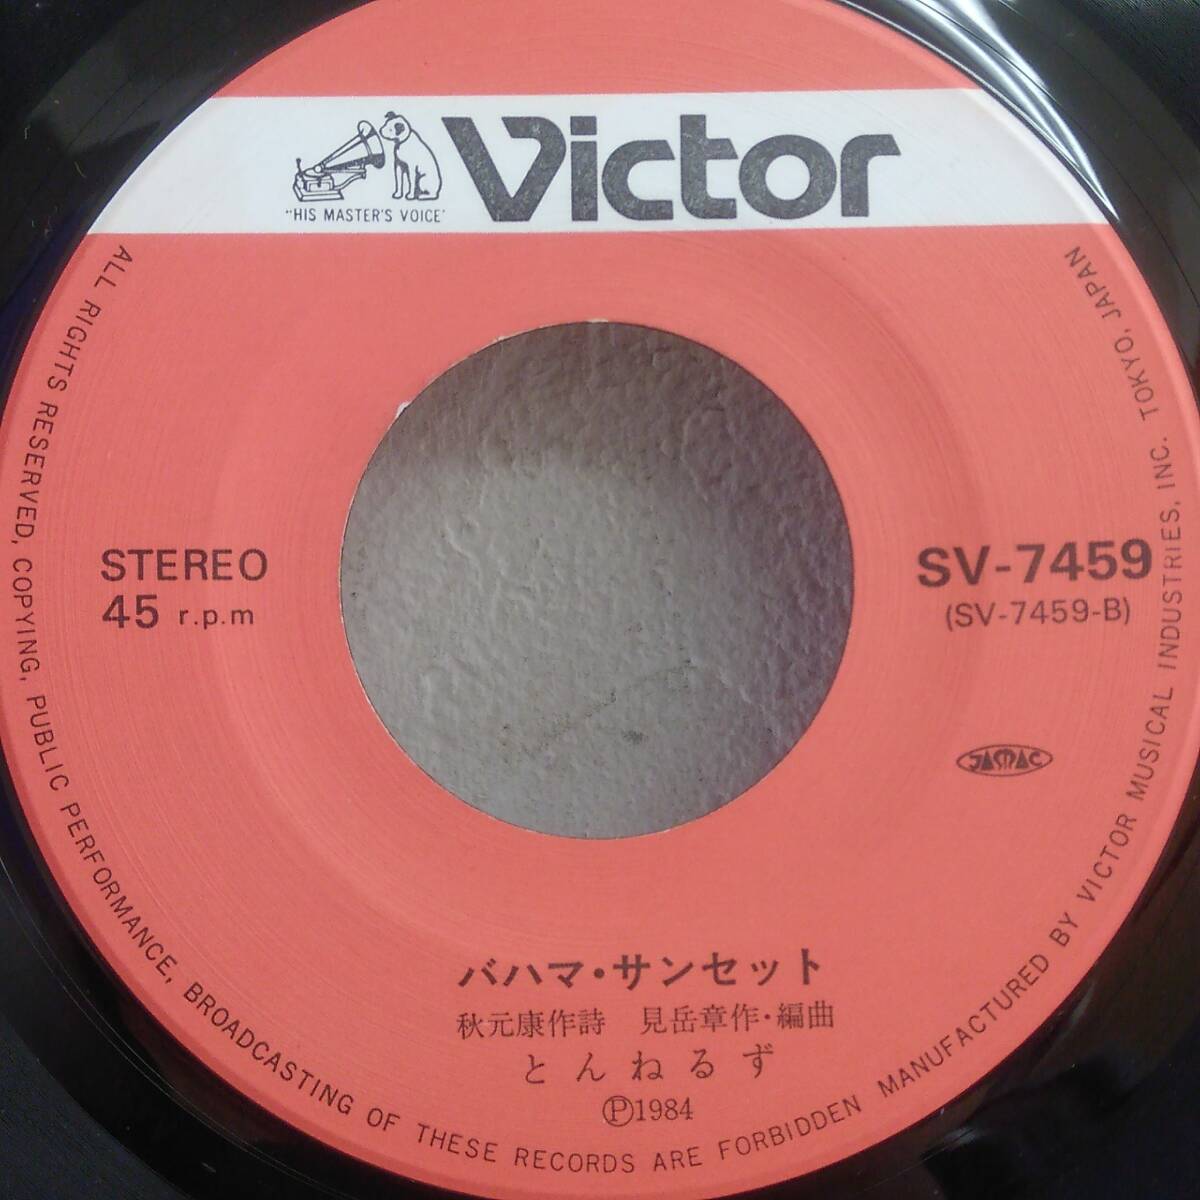 Victor
"HIS MASTER'S VOICE"
STEREO
45 r.p.m
SV-7459
(SV-7459-B)
JASMAC
バハマ・サンセット
秋元康作詩 見岳章作・編曲
とんねるず
Ⓟ1984
ALL RIGHTS RESERVED, COPYING, PUBLIC PERFORMANCE, BROADCASTING OF THESE RECORDS ARE FORBIDDEN MANUFACTURED BY VICTOR MUSICAL INDUSTRIES, INC. TOKYO, JAPAN